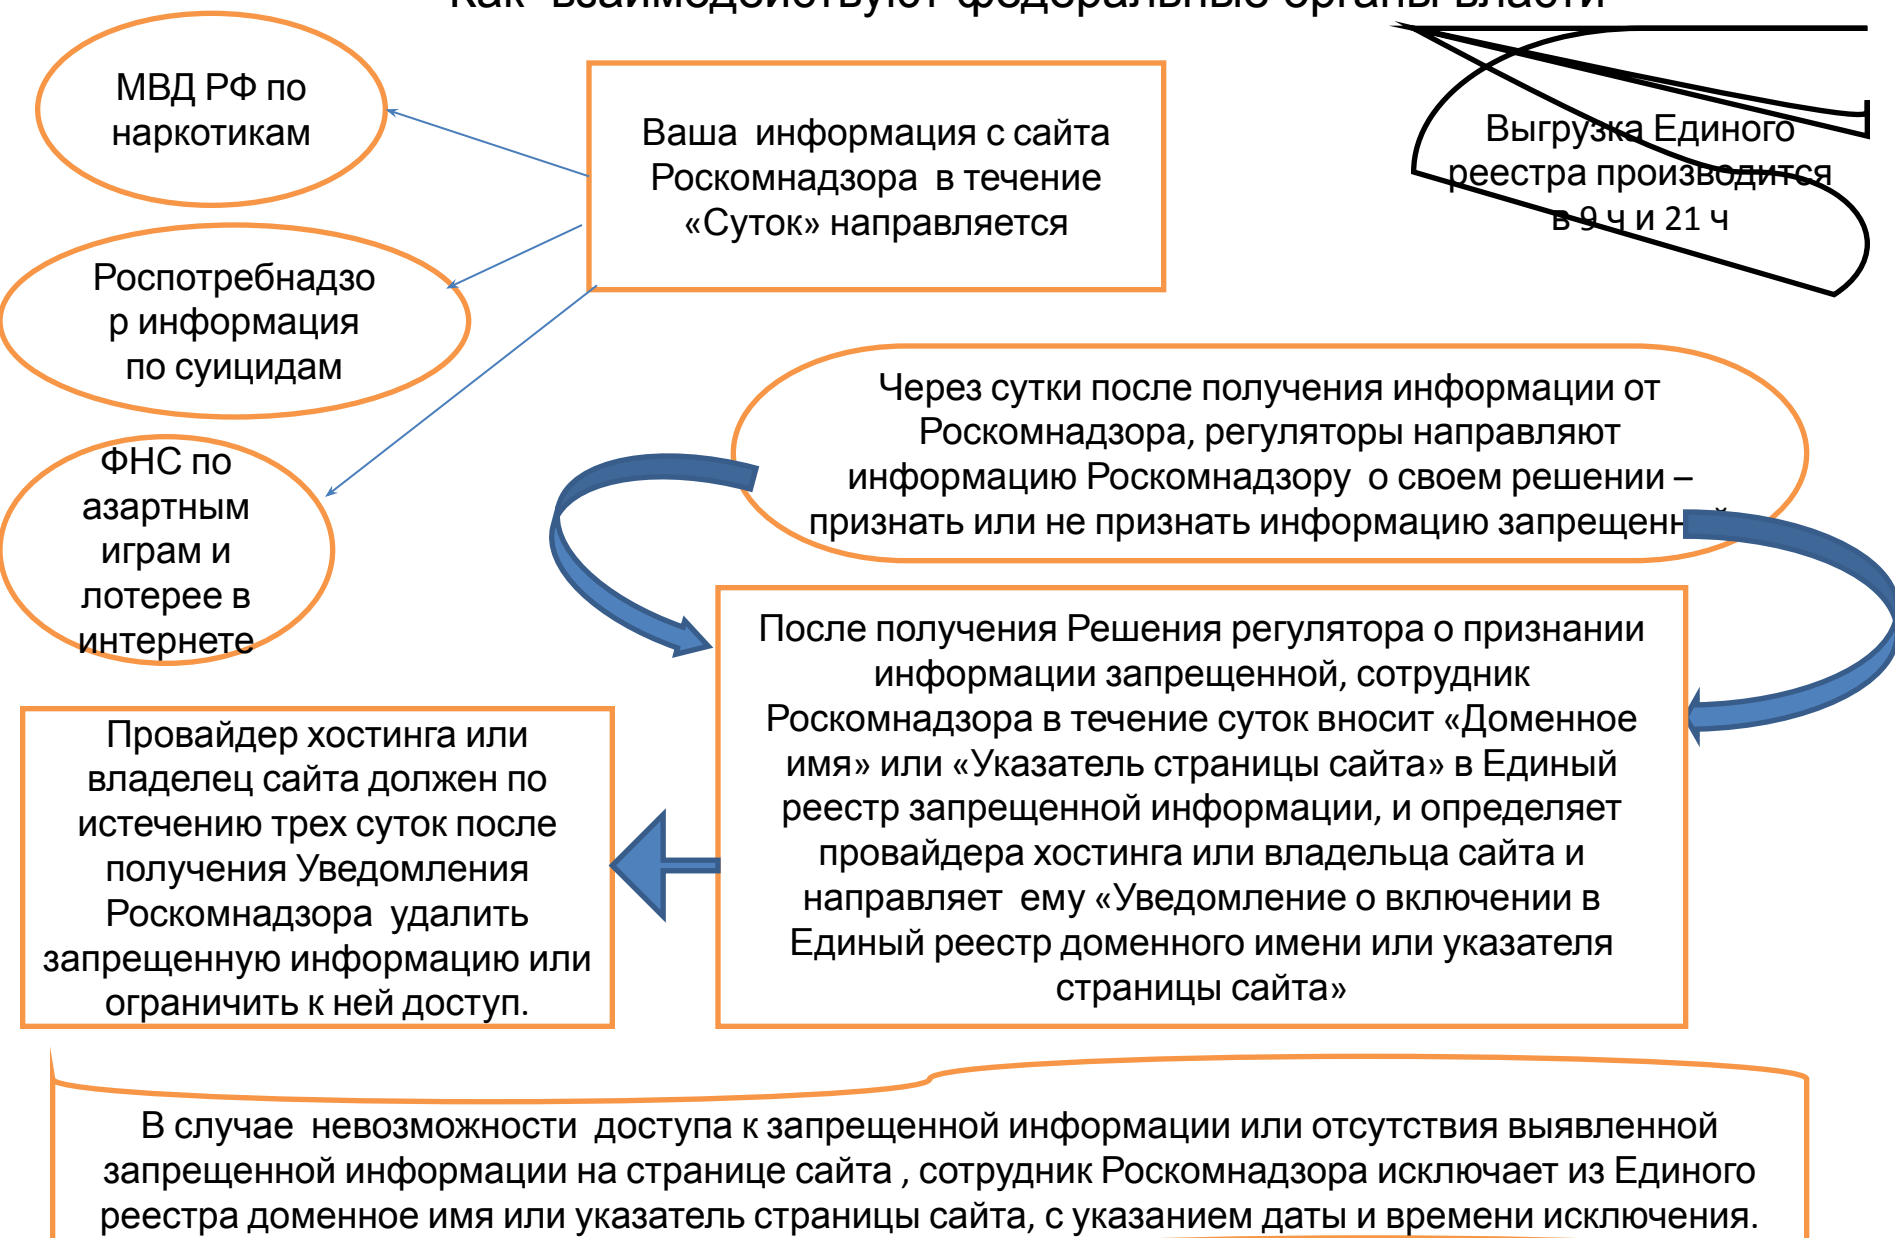 Как взаимодействуют федеральные органы власти
МВД РФ по
наркотикам
Ваша информация с сайта
Роскомнадзора в течение
«Суток» направляется
Выгрузка Единого
реестра производится
в 9 ч и 21 ч
Роспотребнадзо
р информация
по суицидам
ФНС по
азартным
играм и
лотерее в
интернете
Через сутки после получения информации от
Роскомнадзора, регуляторы направляют
информацию Роскомнадзору о своем решении –
признать или не признать информацию запрещенной
После получения Решения регулятора о признании
информации запрещенной, сотрудник
Роскомнадзора в течение суток вносит «Доменное
имя» или «Указатель страницы сайта» в Единый
реестр запрещенной информации, и определяет
провайдера хостинга или владельца сайта и
направляет ему «Уведомление о включении в
Единый реестр доменного имени или указателя
страницы сайта»
Провайдер хостинга или
владелец сайта должен по
истечению трех суток после
получения Уведомления
Роскомнадзора удалить
запрещенную информацию или
ограничить к ней доступ.
В случае невозможности доступа к запрещенной информации или отсутствия выявленной
запрещенной информации на странице сайта , сотрудник Роскомнадзора исключает из Единого
реестра доменное имя или указатель страницы сайта, с указанием даты и времени исключения.